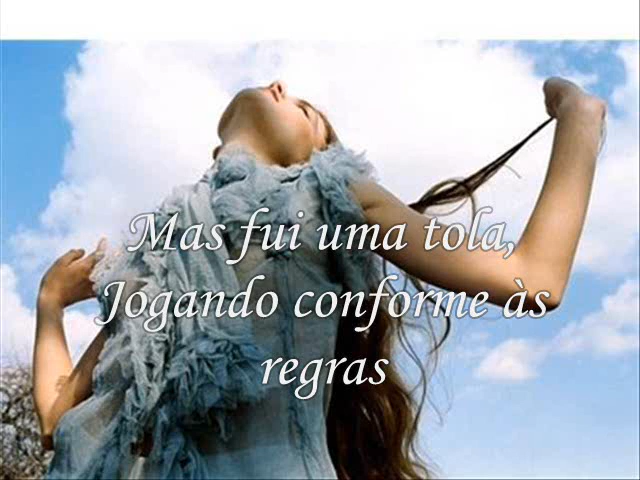 Mas fui uma tola,
Jogando conforme às
regras